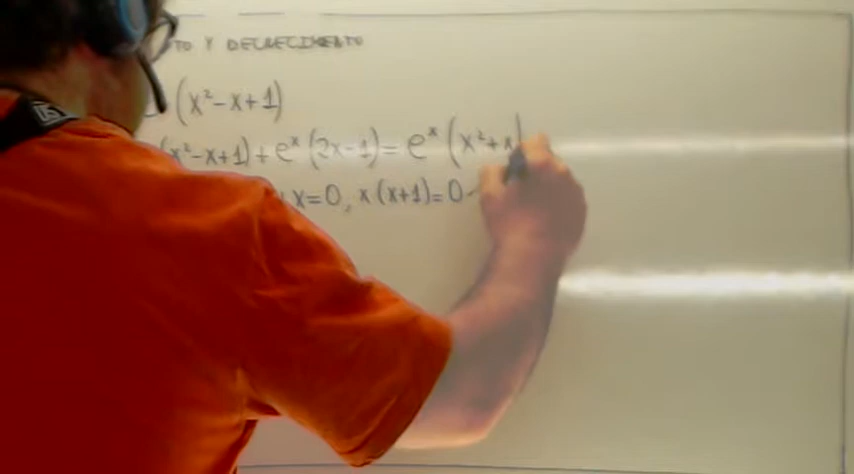 TO Y DECRECIMIENTO
(x²-x+1)
(x²-x+1)+eˣ(2x-1)=eˣ(x²+x)
x=0, x(x+1)=0